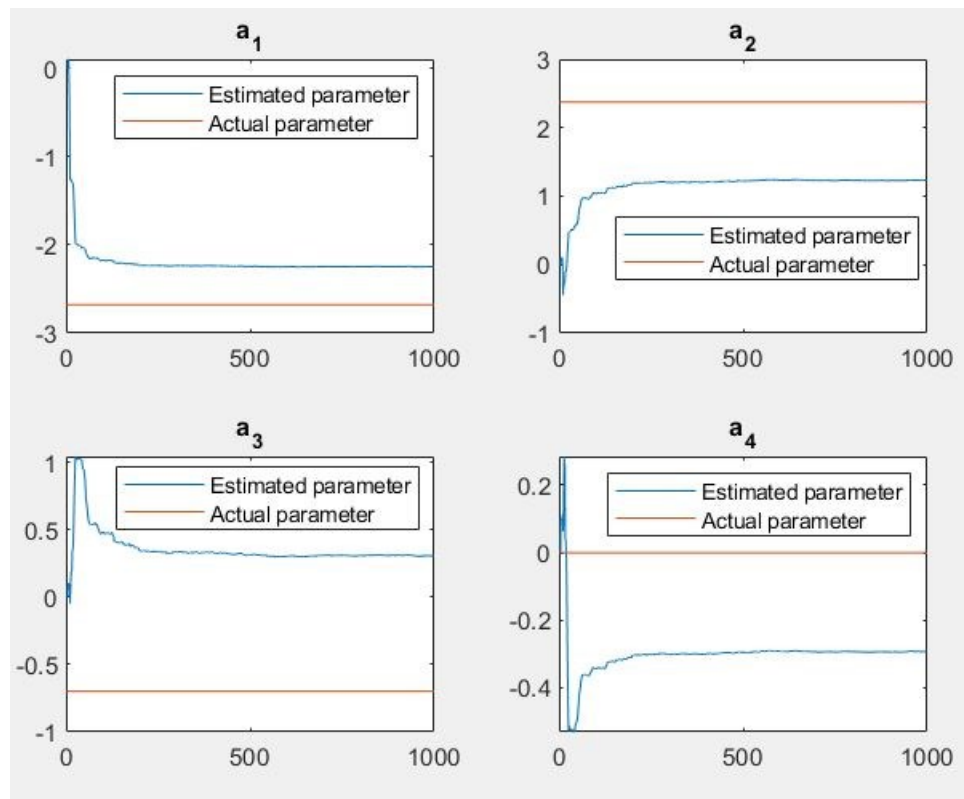 a1
0
-1
-2
-3
0
500
1000
Estimated parameter
Actual parameter
a2
3
2
1
0
-1
0
500
1000
Estimated parameter
Actual parameter
a3
1
0.5
0
-0.5
-1
0
500
1000
Estimated parameter
Actual parameter
a4
0.2
0
-0.2
-0.4
0
500
1000
Estimated parameter
Actual parameter